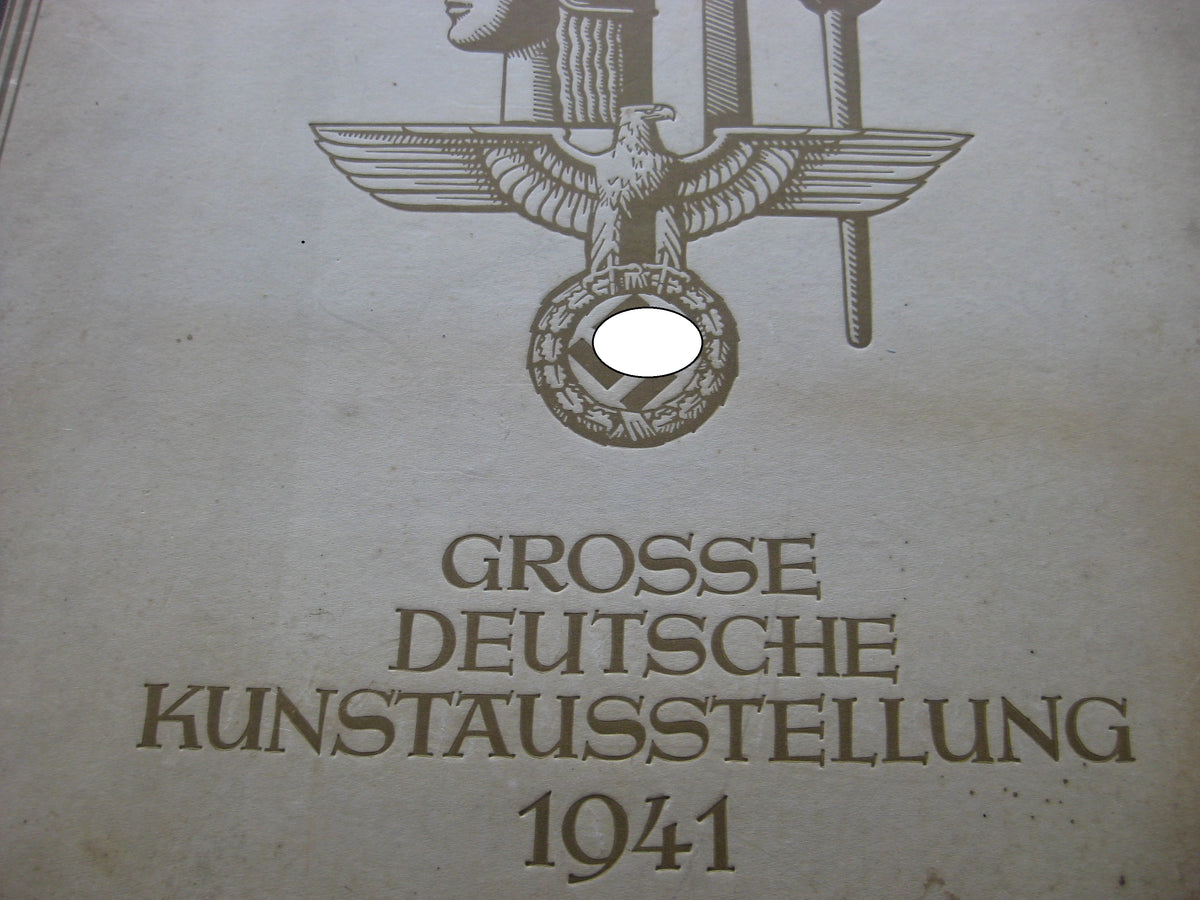 GROSSE
DEUTSCHE
KUNSTAUSSTELLUNG
1941